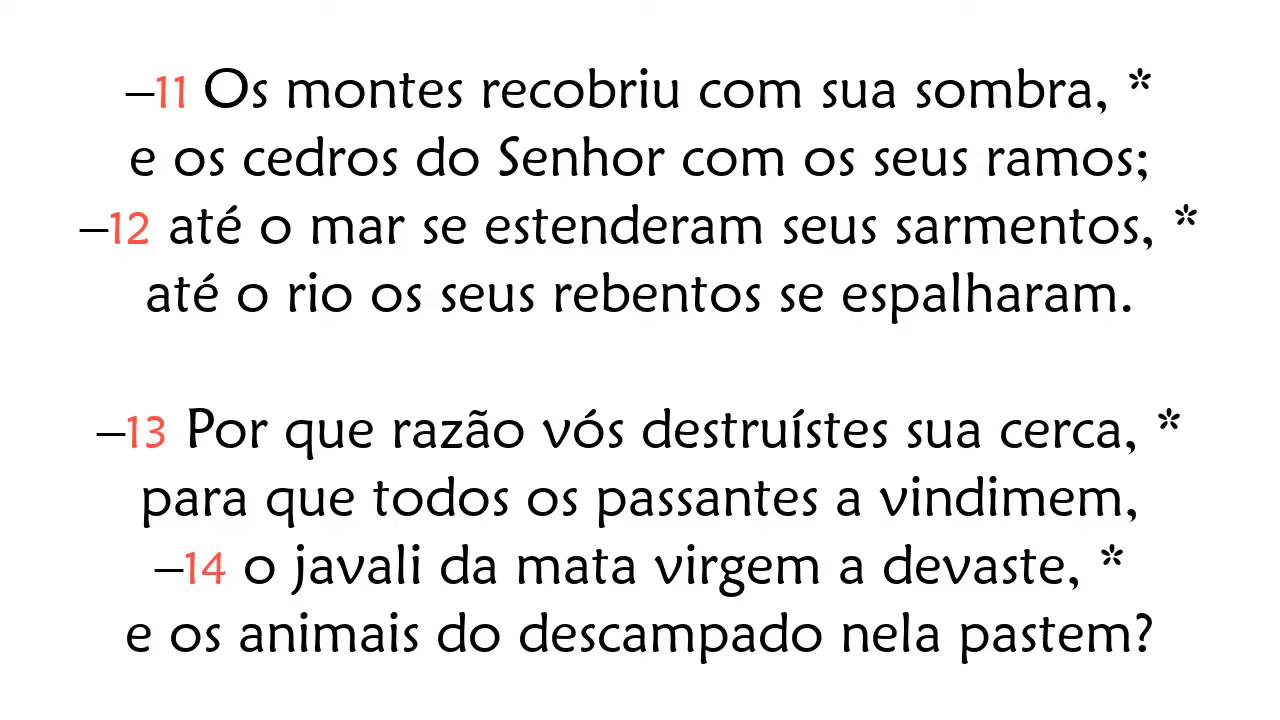 –11 Os montes recobriu com sua sombra, *
e os cedros do Senhor com os seus ramos;
–12 até o mar se estenderam seus sarmentos, *
até o rio os seus rebentos se espalharam.
–13 Por que razão vós destruístes sua cerca, *
para que todos os passantes a vindimem,
–14 o javali da mata virgem a devaste, *
e os animais do descampado nela pastem?